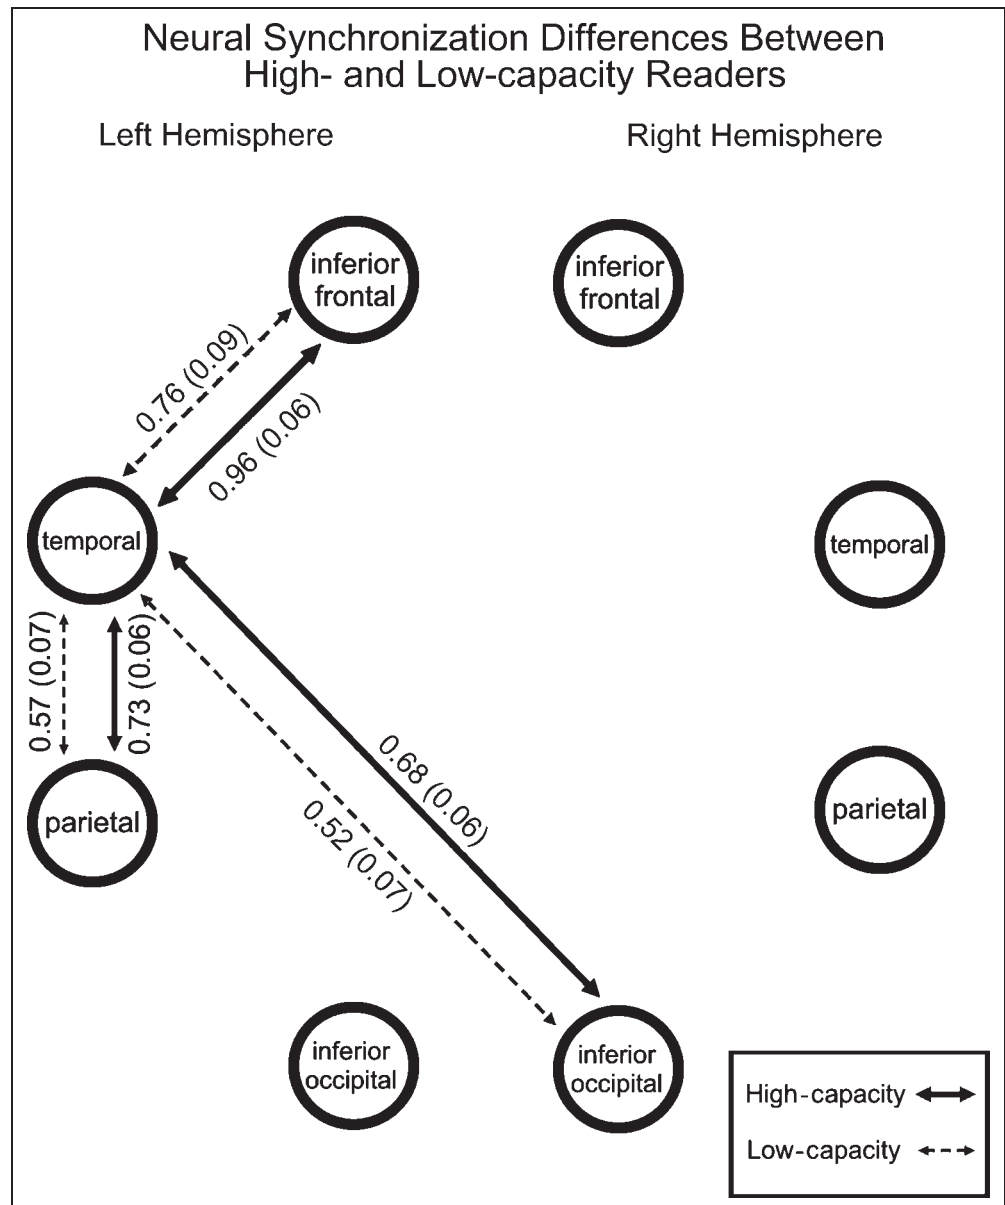 Neural Synchronization Differences Between
High- and Low-capacity Readers
Left Hemisphere
Right Hemisphere
inferior
frontal
inferior
frontal
0.76 (0.09)
0.96 (0.06)
temporal
temporal
0.57 (0.07)
0.73 (0.06)
0.68 (0.06)
0.52 (0.07)
parietal
parietal
inferior
occipital
inferior
occipital
High-capacity
Low-capacity